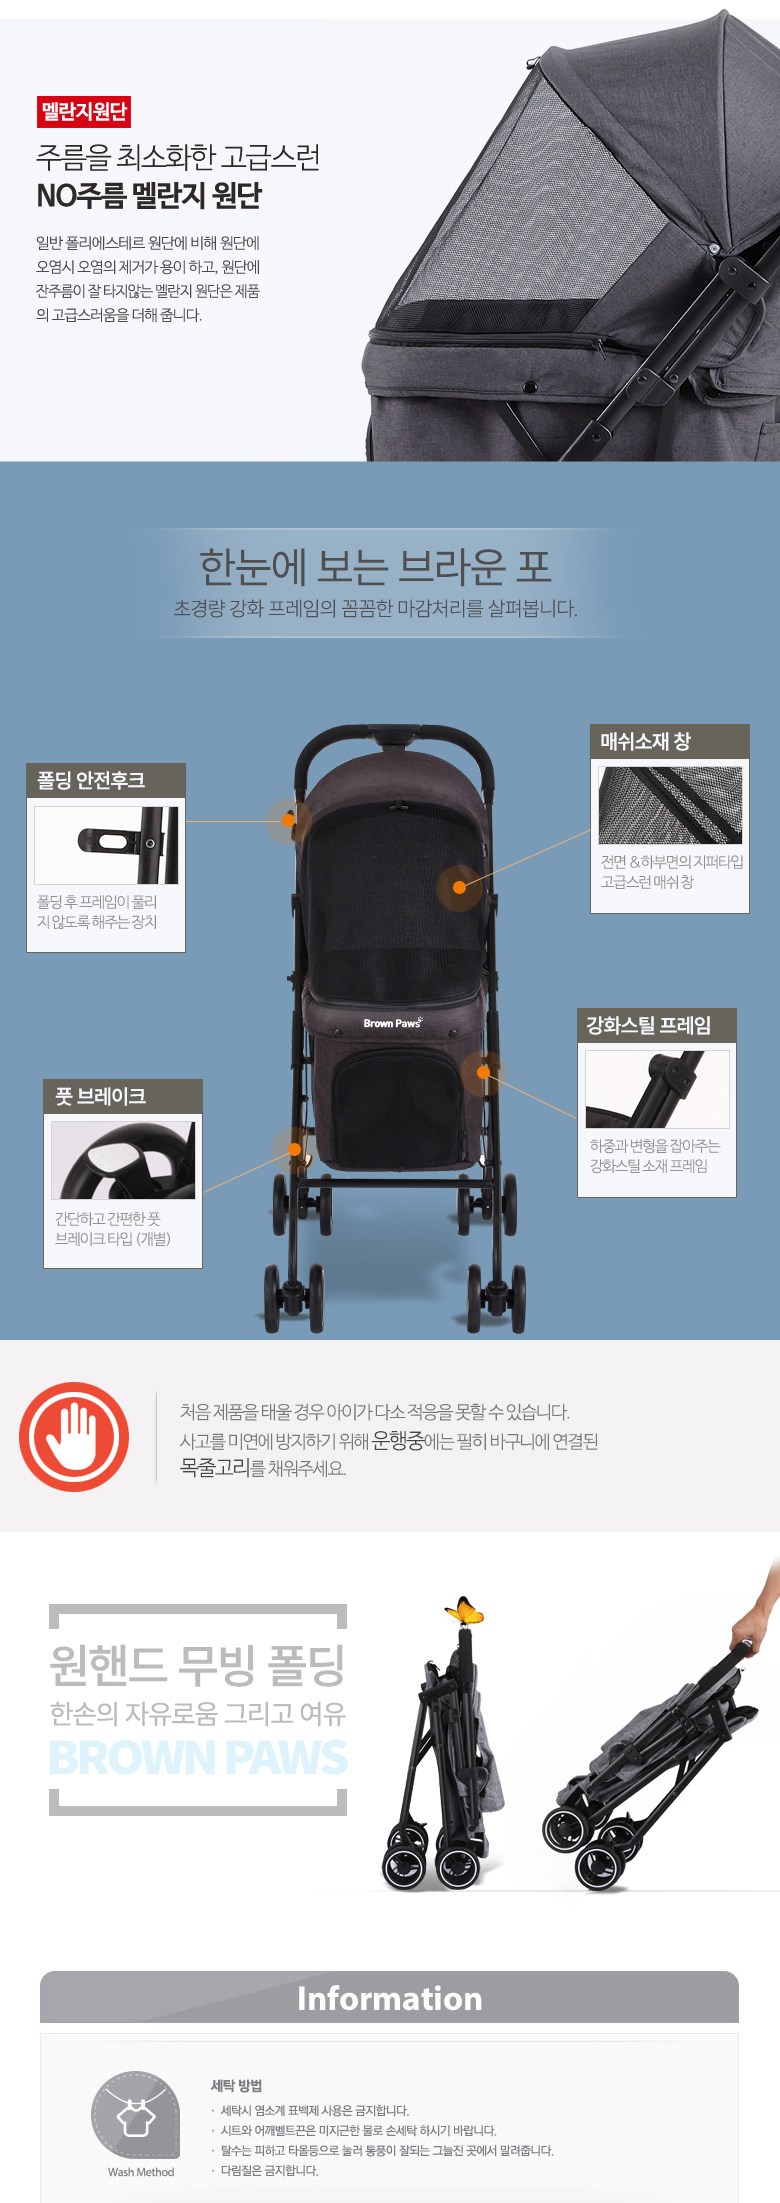 멜란지원단
주름을 최소화한 고급스런
NO주름 멜란지 원단
일반 폴리에스테르 원단에 비해 원단에
오염시 오염의 제거가 용이 하고, 원단에
잔주름이 잘 타지않는 멜란지 원단은 제품
의 고급스러움을 더해 줍니다.
한눈에 보는 브라운 포
초경량 강화 프레임의 꼼꼼한 마감처리를 살펴봅니다.
폴딩 안전후크
폴딩 후 프레임이 풀리
지 않도록 해주는 장치
매쉬소재 창
전면 & 하부면의 지퍼타입
고급스런 매쉬 창
Brown Paws
강화스틸 프레임
하중과 변형을 잡아주는
강화스틸 소재 프레임
풋 브레이크
간단하고 간편한 풋
브레이크 타입 (개별)
처음 제품을 태울 경우 아이가 다소 적응을 못할 수 있습니다.
사고를 미연에 방지하기 위해 운행중에는 필히 바구니에 연결된
목줄고리를 채워주세요.
원핸드 무빙 폴딩
한손의 자유로움 그리고 여유
BROWN PAWS
Information
세탁 방법
· 세탁시 염소계 표백제 사용은 금지합니다.
· 시트와 어깨벨트끈은 미지근한 물로 손세탁 하시기 바랍니다.
· 탈수는 피하고 타올등으로 눌러 통풍이 잘되는 그늘진 곳에서 말려줍니다.
· 다림질은 금지합니다.
Wash Method